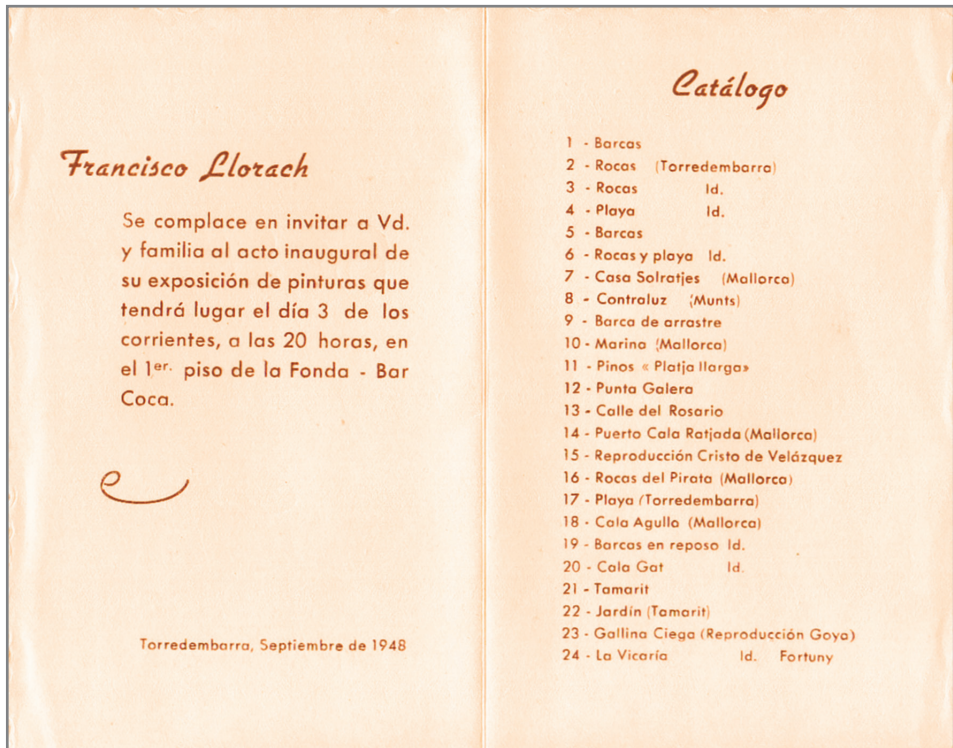 Francisco Llorach
Se complace en invitar a Vd.
y familia al acto inaugural de
su exposición de pinturas que
tendrá lugar el día 3 de los
corrientes, a las 20 horas, en
el 1er. piso de la Fonda - Bar
Coca.
Torredembarra, Septiembre de 1948
Catálogo
1 - Barcas
2 - Rocas (Torredembarra)
3 - Rocas Id.
4 - Playa Id.
5 - Barcas
6 - Rocas y playa Id.
7 - Casa Solratjes (Mallorca)
8 - Contraluz (Munts)
9 - Barca de arrastre
10 - Marina (Mallorca)
11 - Pinos « Platja llarga»
12 - Punta Galera
13 - Calle del Rosario
14 - Puerto Cala Ratjada (Mallorca)
15 - Reproducción Cristo de Velázquez
16 - Rocas del Pirata (Mallorca)
17 - Playa (Torredembarra)
18 - Cala Agullo (Mallorca)
19 - Barcas en reposo Id.
20 - Cala Gat Id.
21 - Tamarit
22 - Jardín (Tamarit)
23 - Gallina Ciega (Reproducción Goya)
24 - La Vicaría Id. Fortuny